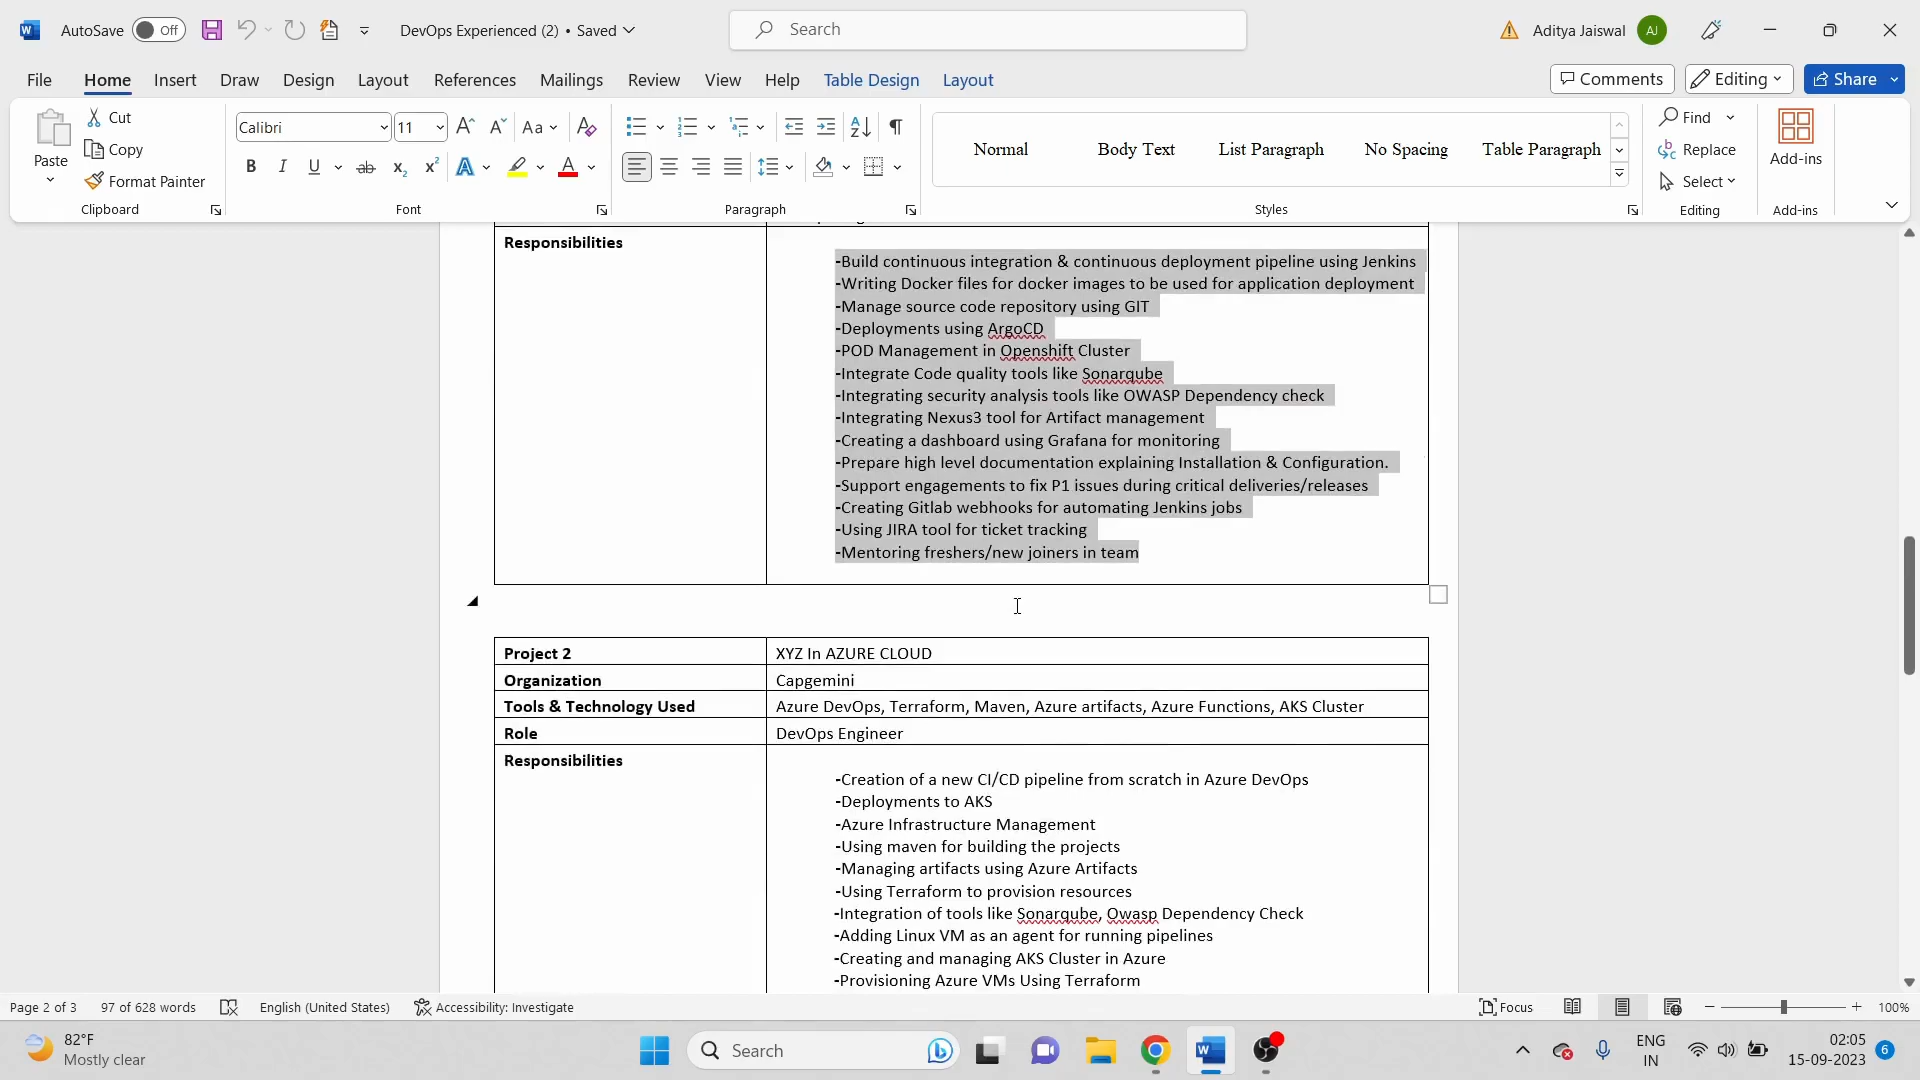 AutoSave Off DevOps Experienced (2) • Saved Search Aditya Jaiswal AJ
File Home Insert Draw Design Layout References Mailings Review View Help Table Design Layout Comments Editing Share
Paste Cut Copy Format Painter
Calibri 11 Aa
B I U ab x2 x2 A A
Normal Body Text List Paragraph No Spacing Table Paragraph
Find Replace Select
Add-ins
Clipboard Font Paragraph Styles Editing Add-ins
Responsibilities
-Build continuous integration & continuous deployment pipeline using Jenkins
-Writing Docker files for docker images to be used for application deployment
-Manage source code repository using GIT
-Deployments using ArgoCD
-POD Management in Openshift Cluster
-Integrate Code quality tools like Sonarqube
-Integrating security analysis tools like OWASP Dependency check
-Integrating Nexus3 tool for Artifact management
-Creating a dashboard using Grafana for monitoring
-Prepare high level documentation explaining Installation & Configuration.
-Support engagements to fix P1 issues during critical deliveries/releases
-Creating Gitlab webhooks for automating Jenkins jobs
-Using JIRA tool for ticket tracking
-Mentoring freshers/new joiners in team
Project 2 XYZ In AZURE CLOUD
Organization Capgemini
Tools & Technology Used Azure DevOps, Terraform, Maven, Azure artifacts, Azure Functions, AKS Cluster
Role DevOps Engineer
Responsibilities
-Creation of a new CI/CD pipeline from scratch in Azure DevOps
-Deployments to AKS
-Azure Infrastructure Management
-Using maven for building the projects
-Managing artifacts using Azure Artifacts
-Using Terraform to provision resources
-Integration of tools like Sonarqube, Owasp Dependency Check
-Adding Linux VM as an agent for running pipelines
-Creating and managing AKS Cluster in Azure
-Provisioning Azure VMs Using Terraform
Page 2 of 3 97 of 628 words English (United States) Accessibility: Investigate Focus 100%
82°F
Mostly clear
Search
ENG
IN
02:05
15-09-2023 6